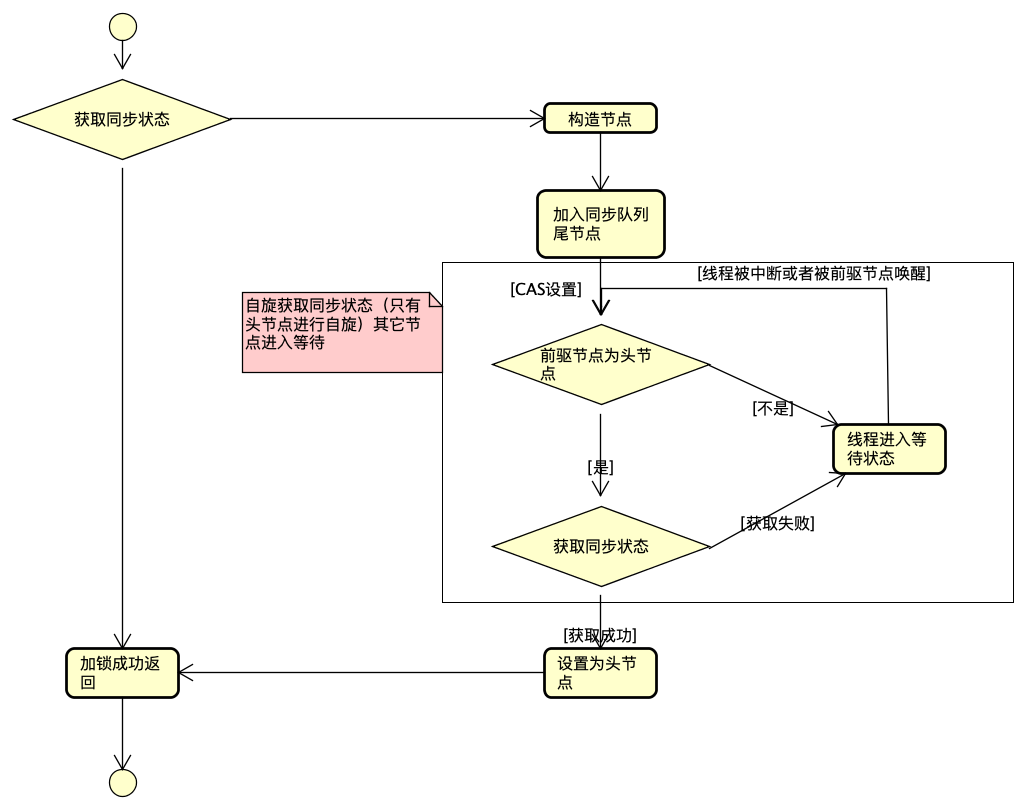 获取同步状态
构造节点
加入同步队列
尾节点
[线程被中断或者被前驱节点唤醒]
[CAS设置]
自旋获取同步状态（只有
头节点进行自旋）其它节
点进入等待
前驱节点为头节
点
[不是]
线程进入等
待状态
[是]
[获取失败]
获取同步状态
[获取成功]
加锁成功返
回
设置为头节
点